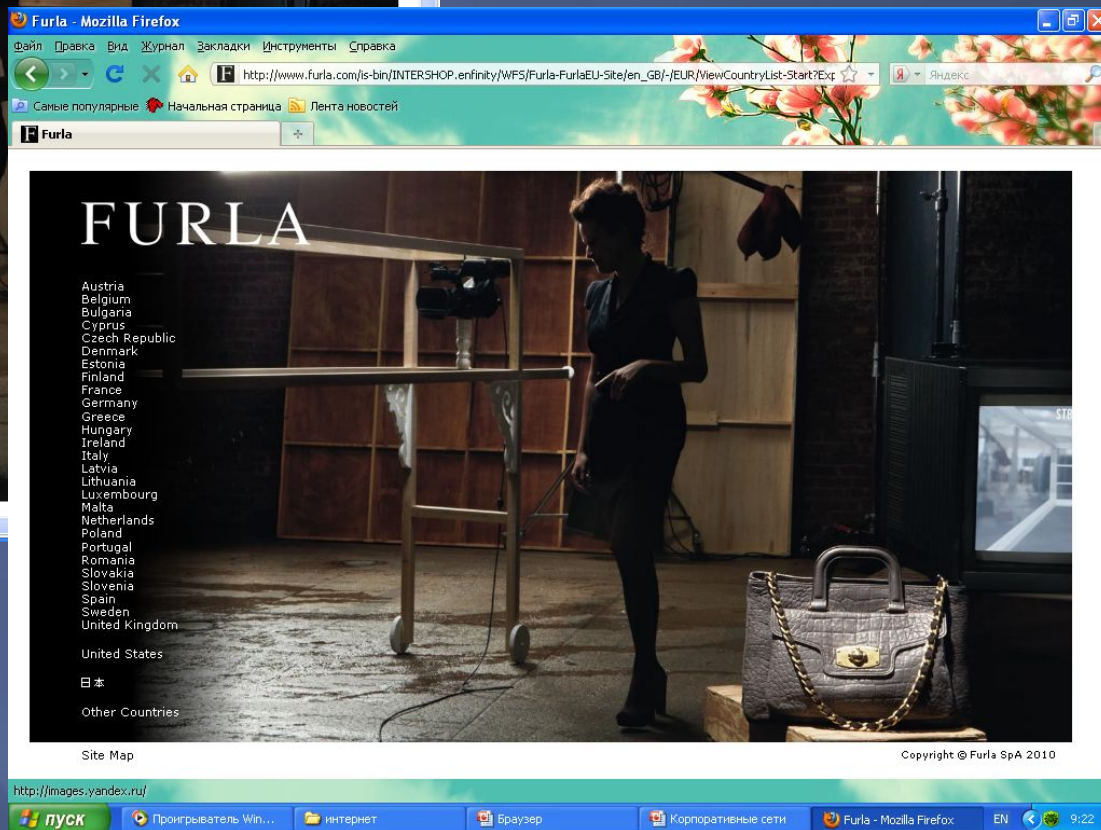 Furla - Mozilla Firefox
Файл Правка Вид Журнал Закладки Инструменты Справка
http://www.furla.com/is-bin/INTERSHOP.enfinity/WFS/Furla-FurlaEU-Site/en_GB/-/EUR/ViewCountryList-Start?Exp
Яндекс
Самые популярные Начальная страница Лента новостей
Furla
FURLA
Austria
Belgium
Bulgaria
Cyprus
Czech Republic
Denmark
Estonia
Finland
France
Germany
Greece
Hungary
Ireland
Italy
Latvia
Lithuania
Luxembourg
Malta
Netherlands
Poland
Portugal
Romania
Slovakia
Slovenia
Spain
Sweden
United Kingdom
United States
日本
Other Countries
Site Map
Copyright © Furla SpA 2010
http://images.yandex.ru/
пуск Проигрыватель Win... интернет Браузер Корпоративные сети Furla - Mozilla Firefox EN 9:22